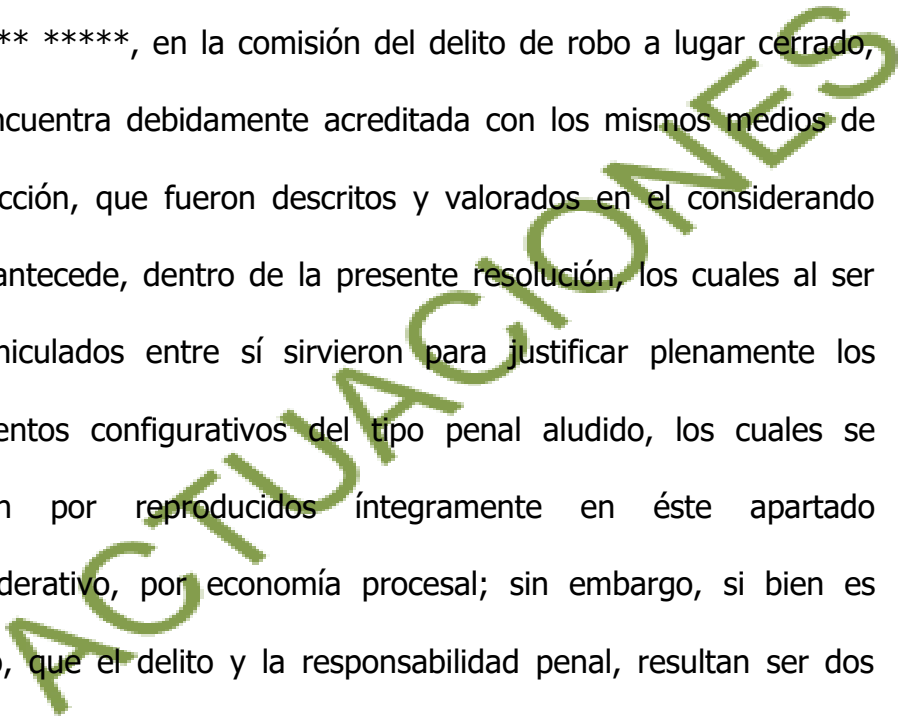 ** *****, en la comisión del delito de robo a lugar cerrado,
ncuentra debidamente acreditada con los mismos medios de
cción, que fueron descritos y valorados en el considerando
antecede, dentro de la presente resolución, los cuales al ser
niculados entre sí sirvieron para justificar plenamente los
entos configurativos del tipo penal aludido, los cuales se
n por reproducidos íntegramente en éste apartado
derativo, por economía procesal; sin embargo, si bien es
o, que el delito y la responsabilidad penal, resultan ser dos
ACTUACIONES